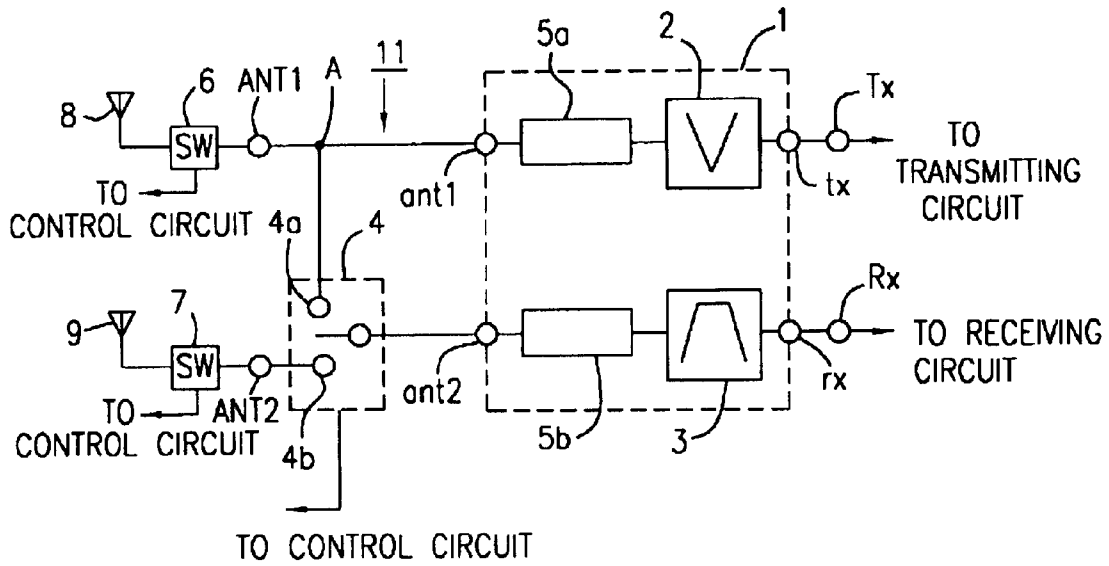 1
2
5a
11
A
ANT1
6
8
SW
Tx
TO
TRANSMITTING
CIRCUIT
tx
ant1
TO
CONTROL CIRCUIT
4a
4
7
9
SW
Rx
TO RECEIVING
CIRCUIT
rx
ant2
ANT2
TO
CONTROL CIRCUIT
4b
5b
3
TO CONTROL CIRCUIT